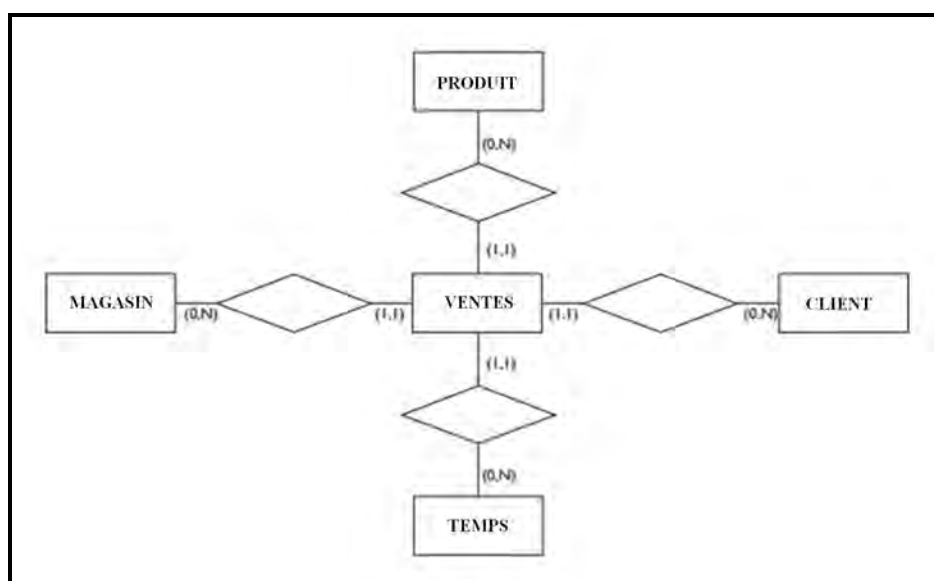 PRODUIT
(0,N)
(1,1)
MAGASIN
(0,N)
(1,1)
VENTES
(1,1)
(0,N)
CLIENT
(1,1)
(0,N)
TEMPS